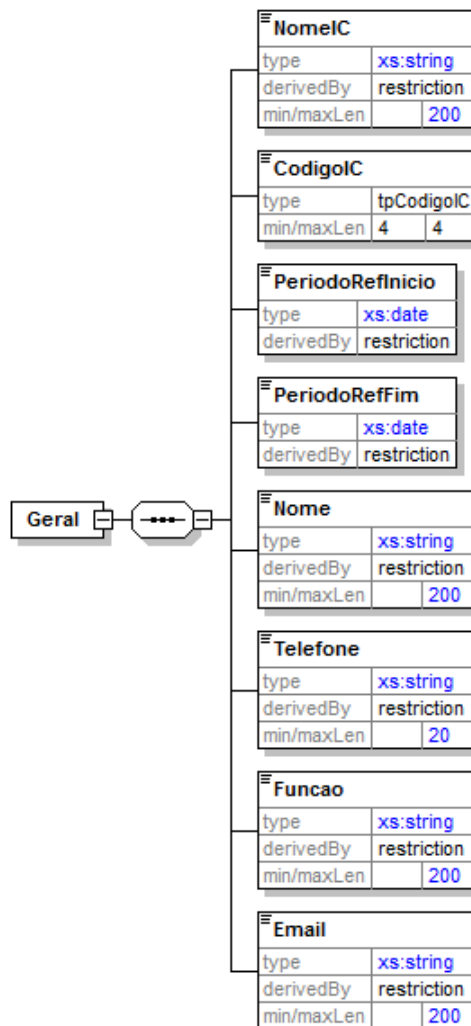 NomeIC
type xs:string
derivedBy restriction
min/maxLen 200
CodigoIC
type tpCodigoIC
min/maxLen 4 4
PeriodoRefInicio
type xs:date
derivedBy restriction
PeriodoRefFim
type xs:date
derivedBy restriction
Geral
Nome
type xs:string
derivedBy restriction
min/maxLen 200
Telefone
type xs:string
derivedBy restriction
min/maxLen 20
Funcao
type xs:string
derivedBy restriction
min/maxLen 200
Email
type xs:string
derivedBy restriction
min/maxLen 200